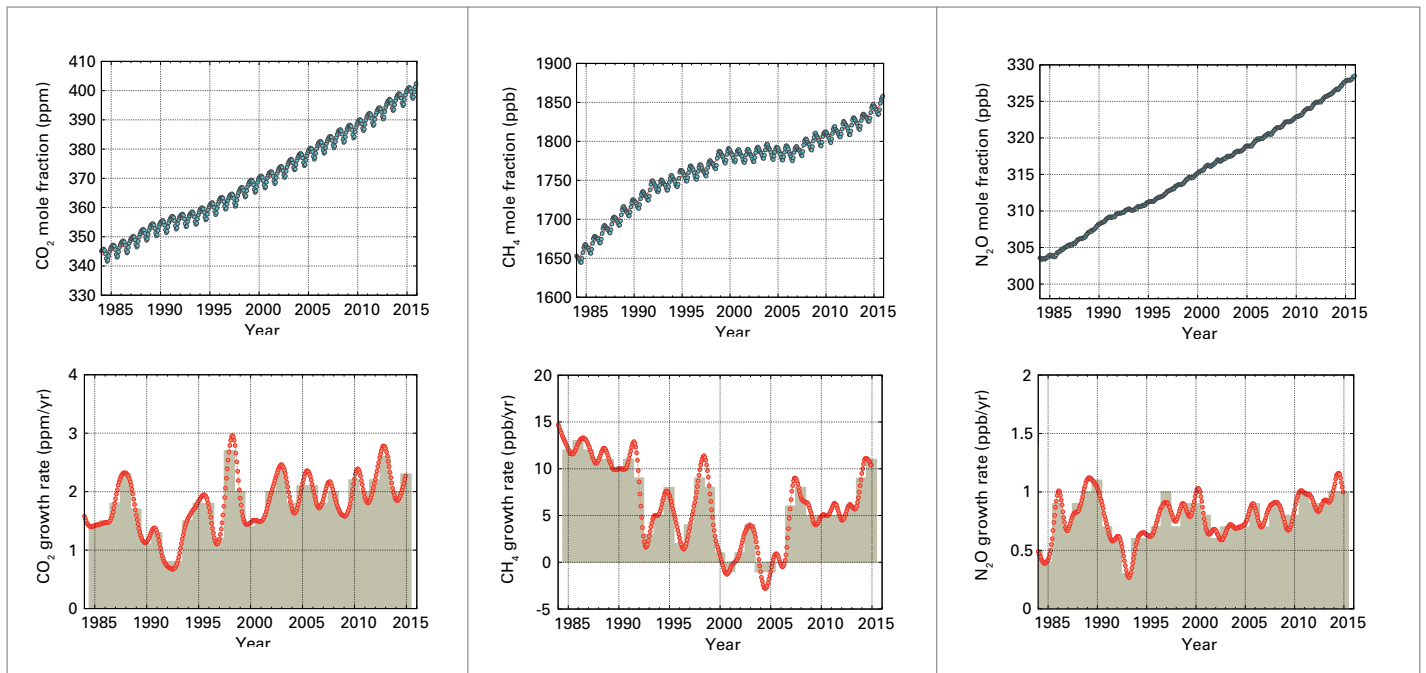 CO2 mole fraction (ppm)
410
400
390
380
370
360
350
340
330
1985 1990 1995 2000 2005 2010 2015
Year
CH4 mole fraction (ppb)
1900
1850
1800
1750
1700
1650
1600
1985 1990 1995 2000 2005 2010 2015
Year
N2O mole fraction (ppb)
330
325
320
315
310
305
300
1985 1990 1995 2000 2005 2010 2015
Year
CO2 growth rate (ppm/yr)
4
3
2
1
0
1985 1990 1995 2000 2005 2010 2015
Year
CH4 growth rate (ppb/yr)
20
15
10
5
0
-5
1985 1990 1995 2000 2005 2010 2015
Year
N2O growth rate (ppb/yr)
2
1.5
1
0.5
0
1985 1990 1995 2000 2005 2010 2015
Year